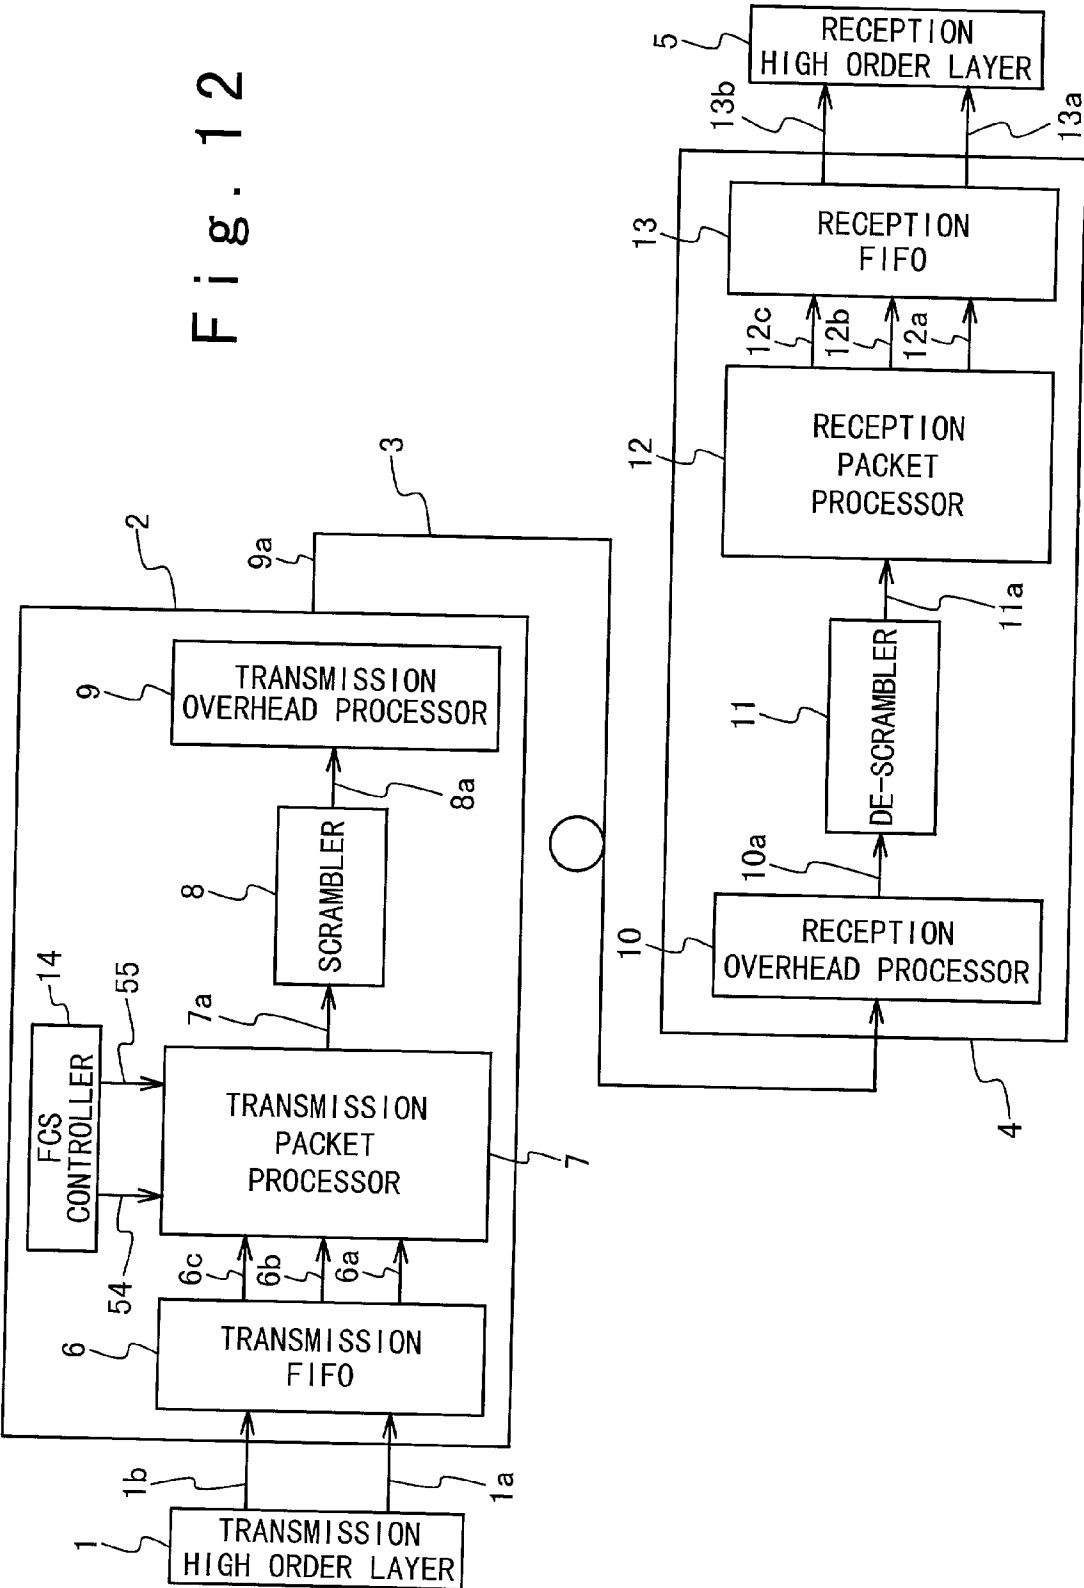 Fig. 12
1
TRANSMISSION
HIGH ORDER LAYER
1b
1a
2
6
TRANSMISSION
FIFO
6c
6b
6a
14
FCS
CONTROLLER
54
55
TRANSMISSION
PACKET
PROCESSOR
7
7a
8
SCRAMBLER
8a
9
TRANSMISSION
OVERHEAD PROCESSOR
9a
3
4
10
RECEPTION
OVERHEAD PROCESSOR
10a
11
DE-SCRAMBLER
11a
12
RECEPTION
PACKET
PROCESSOR
12c
12b
12a
13
RECEPTION
FIFO
13b
13a
5
RECEPTION
HIGH ORDER LAYER